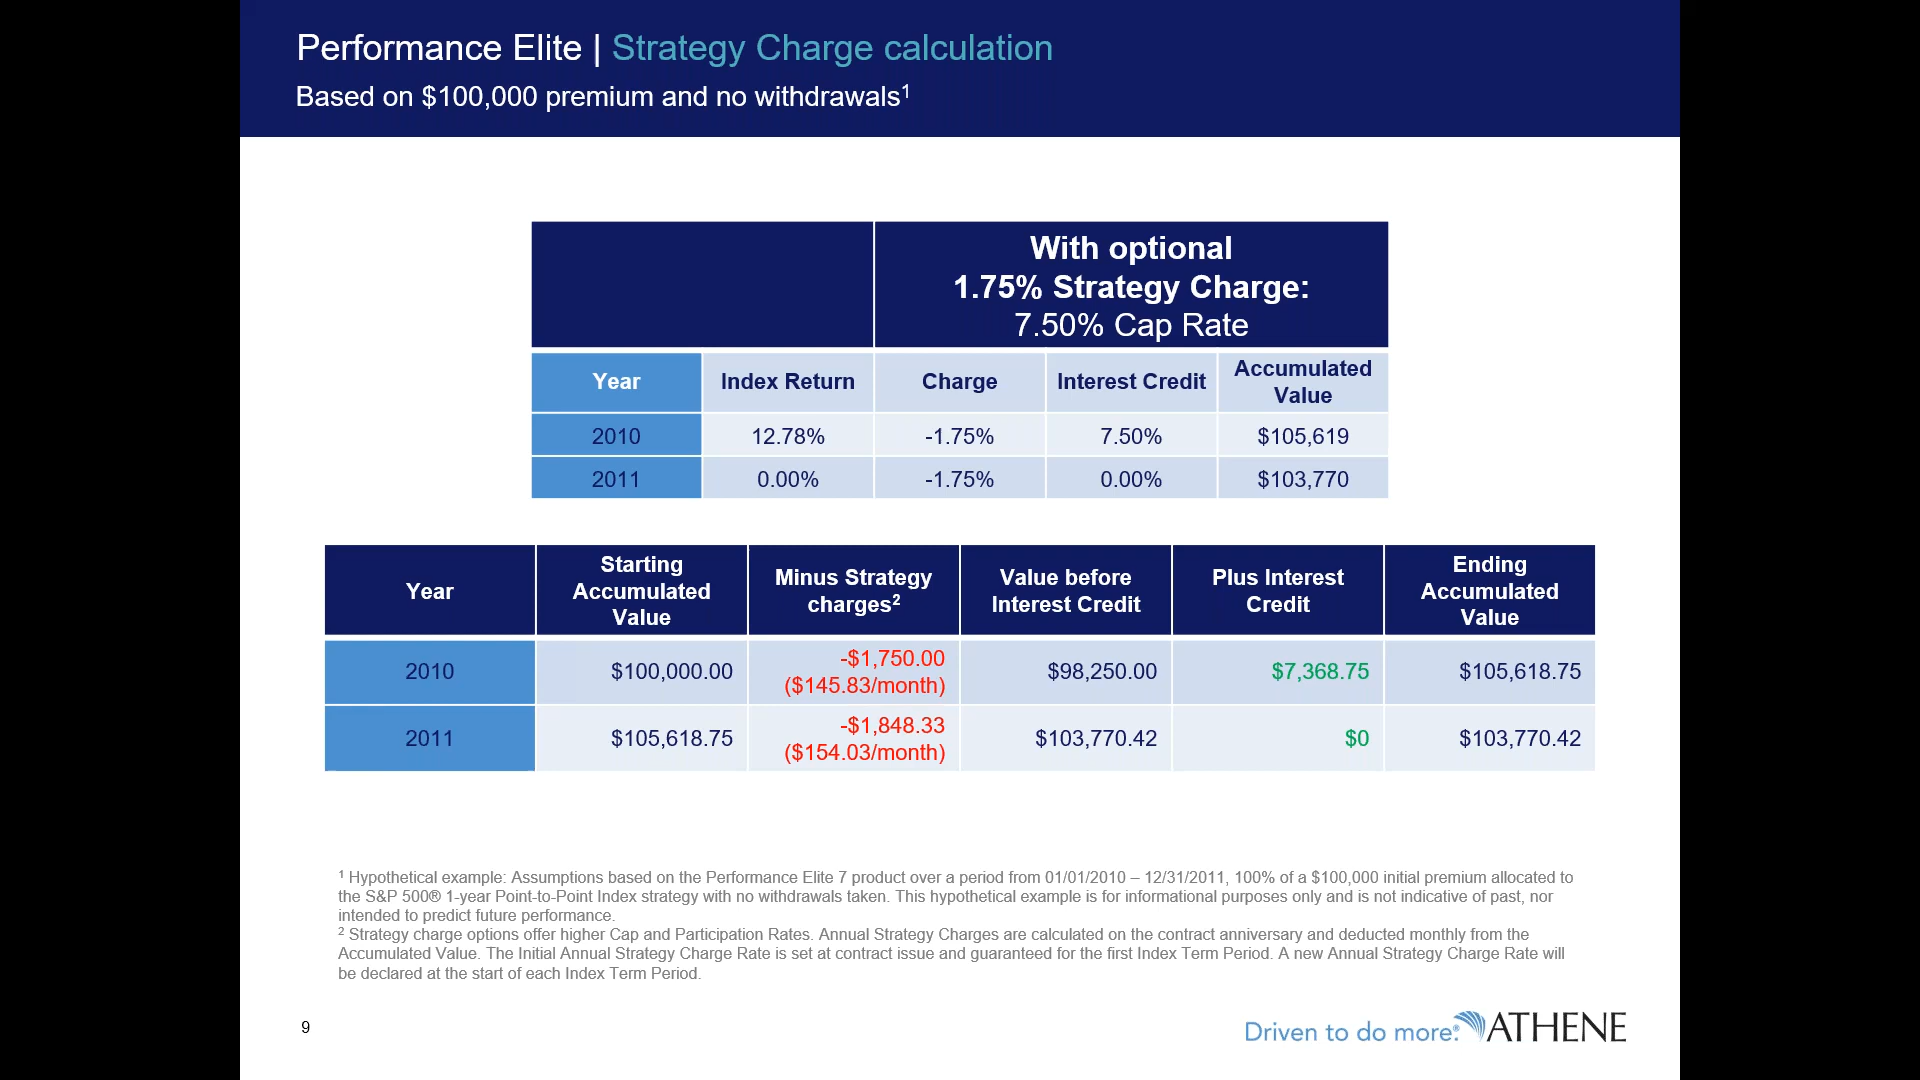 Performance Elite | Strategy Charge calculation
Based on $100,000 premium and no withdrawals¹
With optional
1.75% Strategy Charge:
7.50% Cap Rate
Year Index Return Charge Interest Credit Accumulated Value
2010 12.78% -1.75% 7.50% $105,619
2011 0.00% -1.75% 0.00% $103,770
Year Starting Accumulated Value Minus Strategy charges² Value before Interest Credit Plus Interest Credit Ending Accumulated Value
2010 $100,000.00 -$1,750.00 ($145.83/month) $98,250.00 $7,368.75 $105,618.75
2011 $105,618.75 -$1,848.33 ($154.03/month) $103,770.42 $0 $103,770.42
¹ Hypothetical example: Assumptions based on the Performance Elite 7 product over a period from 01/01/2010 – 12/31/2011, 100% of a $100,000 initial premium allocated to
the S&P 500® 1-year Point-to-Point Index strategy with no withdrawals taken. This hypothetical example is for informational purposes only and is not indicative of past, nor
intended to predict future performance.
² Strategy charge options offer higher Cap and Participation Rates. Annual Strategy Charges are calculated on the contract anniversary and deducted monthly from the
Accumulated Value. The Initial Annual Strategy Charge Rate is set at contract issue and guaranteed for the first Index Term Period. A new Annual Strategy Charge Rate will
be declared at the start of each Index Term Period.
9
Driven to do more.® ATHENE